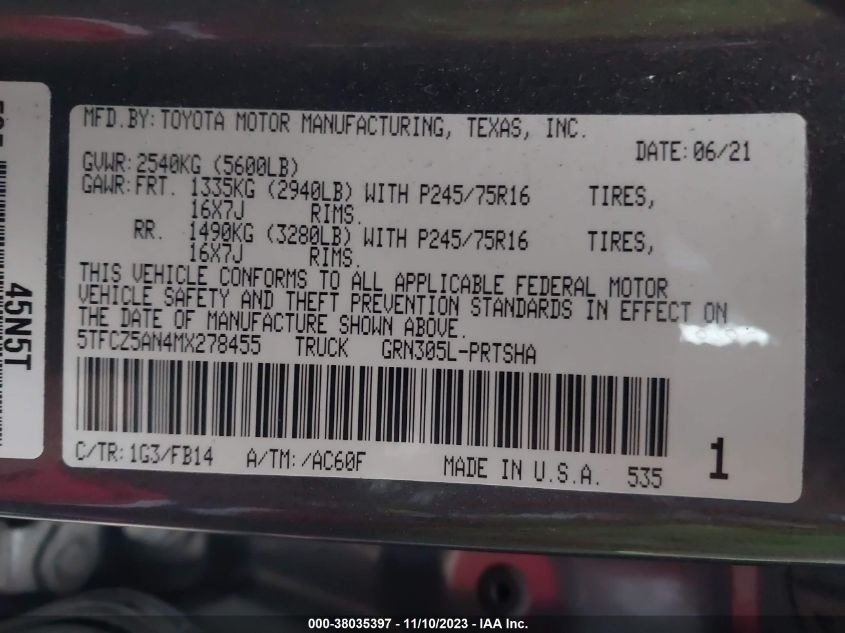 MFD.BY: TOYOTA MOTOR MANUFACTURING, TEXAS, INC.
DATE: 06/21
GVWR: 2540KG (5600LB)
GAWR: FRT. 1335KG (2940LB) WITH P245/75R16 TIRES,
16X7J RIMS.
RR. 1490KG (3280LB) WITH P245/75R16 TIRES,
16X7J RIMS.
THIS VEHICLE CONFORMS TO ALL APPLICABLE FEDERAL MOTOR
VEHICLE SAFETY AND THEFT PREVENTION STANDARDS IN EFFECT ON
THE DATE OF MANUFACTURE SHOWN ABOVE.
5TFCZ5AN4MX278455 TRUCK GRN305L-PRTSHA
C/TR: 1G3/FB14 A/TM: /AC60F MADE IN U.S.A. 535
1
45N5T
000-38035397 - 11/10/2023 - IAA Inc.